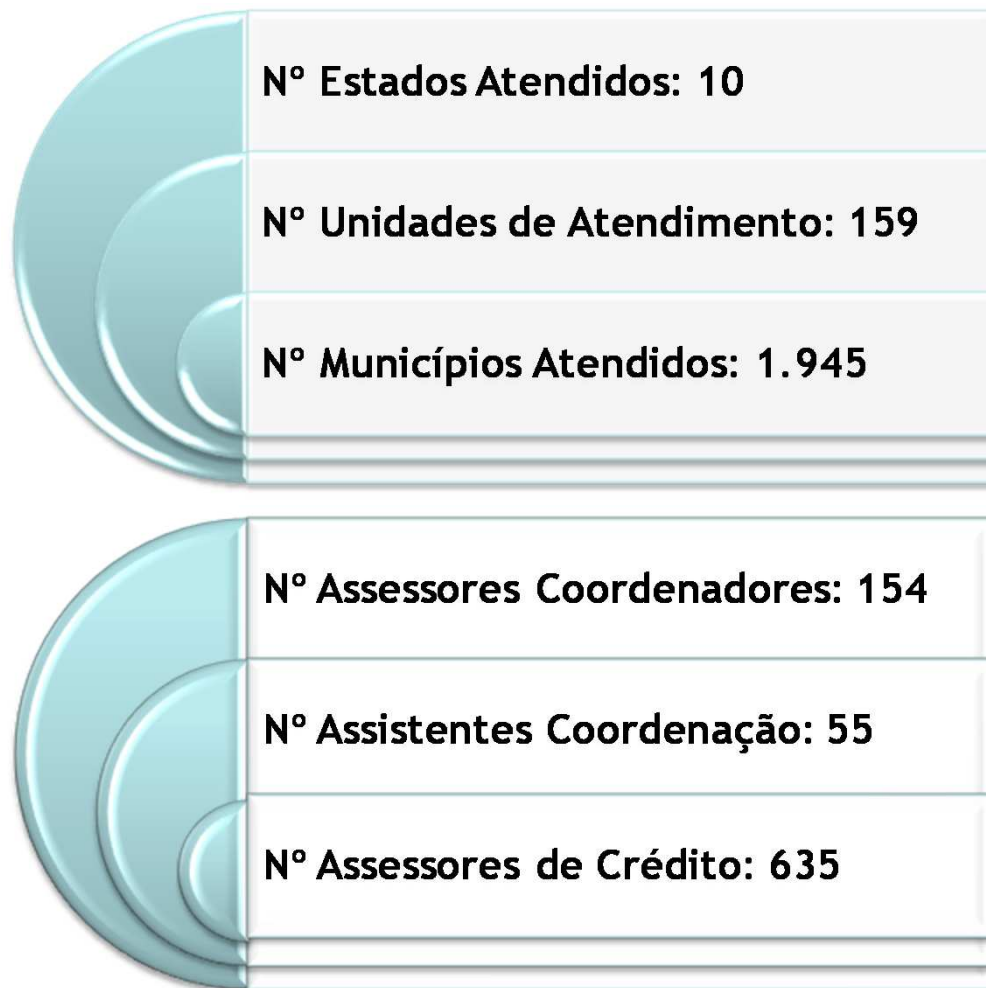 Nº Estados Atendidos: 10
Nº Unidades de Atendimento: 159
Nº Municípios Atendidos: 1.945
Nº Assessores Coordenadores: 154
Nº Assistentes Coordenação: 55
Nº Assessores de Crédito: 635